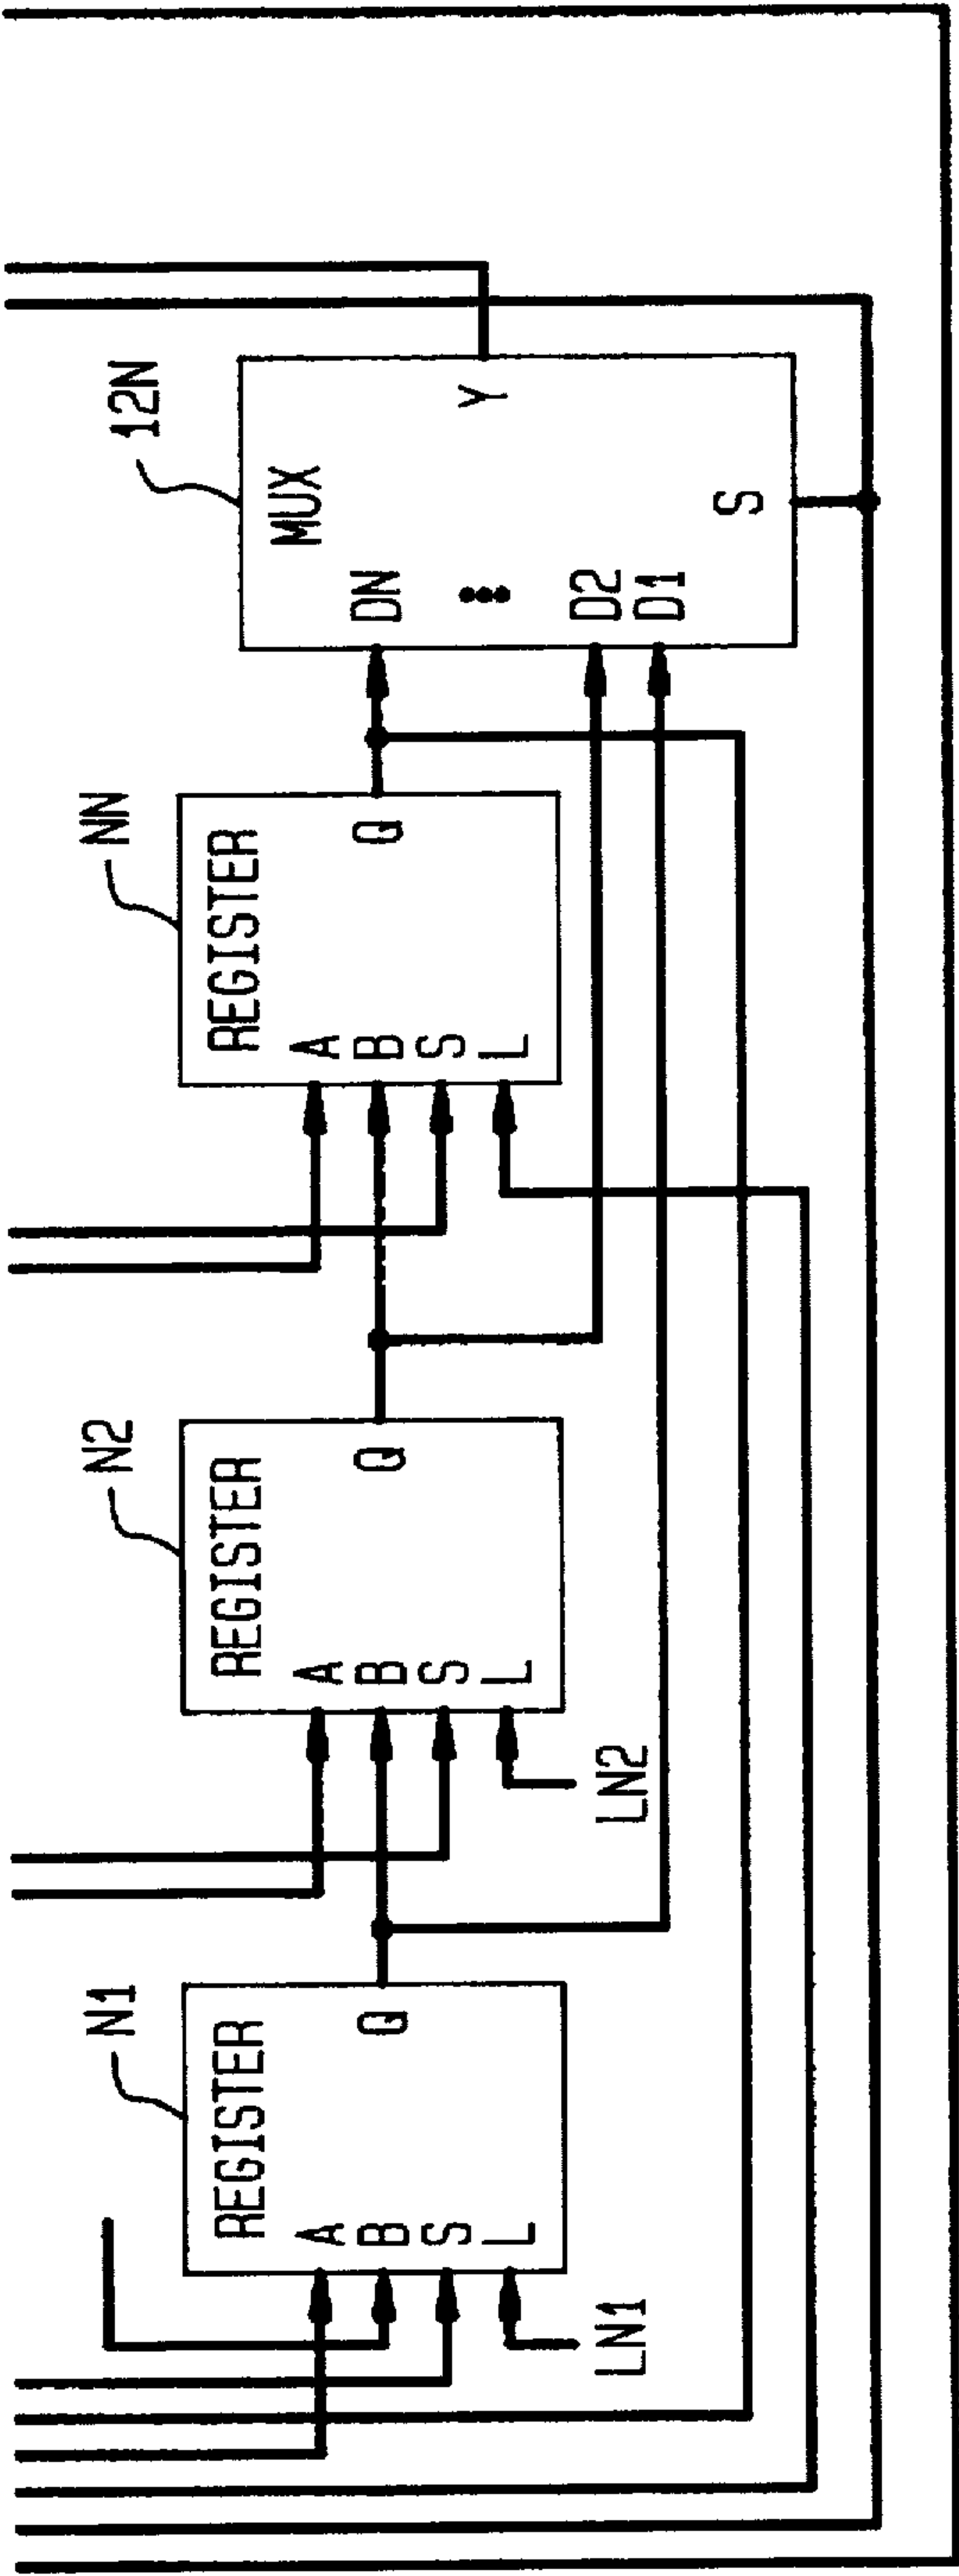 N1
REGISTER
A
B
S
L
Q
LN1
N2
REGISTER
A
B
S
L
Q
LN2
NN
REGISTER
A
B
S
L
Q
12N
MUX
DN
D2
D1
Y
S